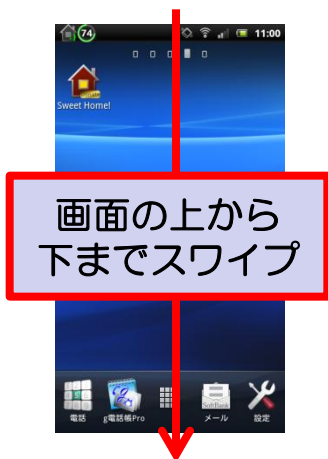 74
11:00
Sweet Home!
画面の上から
下までスワイプ
SoftBank
電話
g電話帳Pro
メール
設定